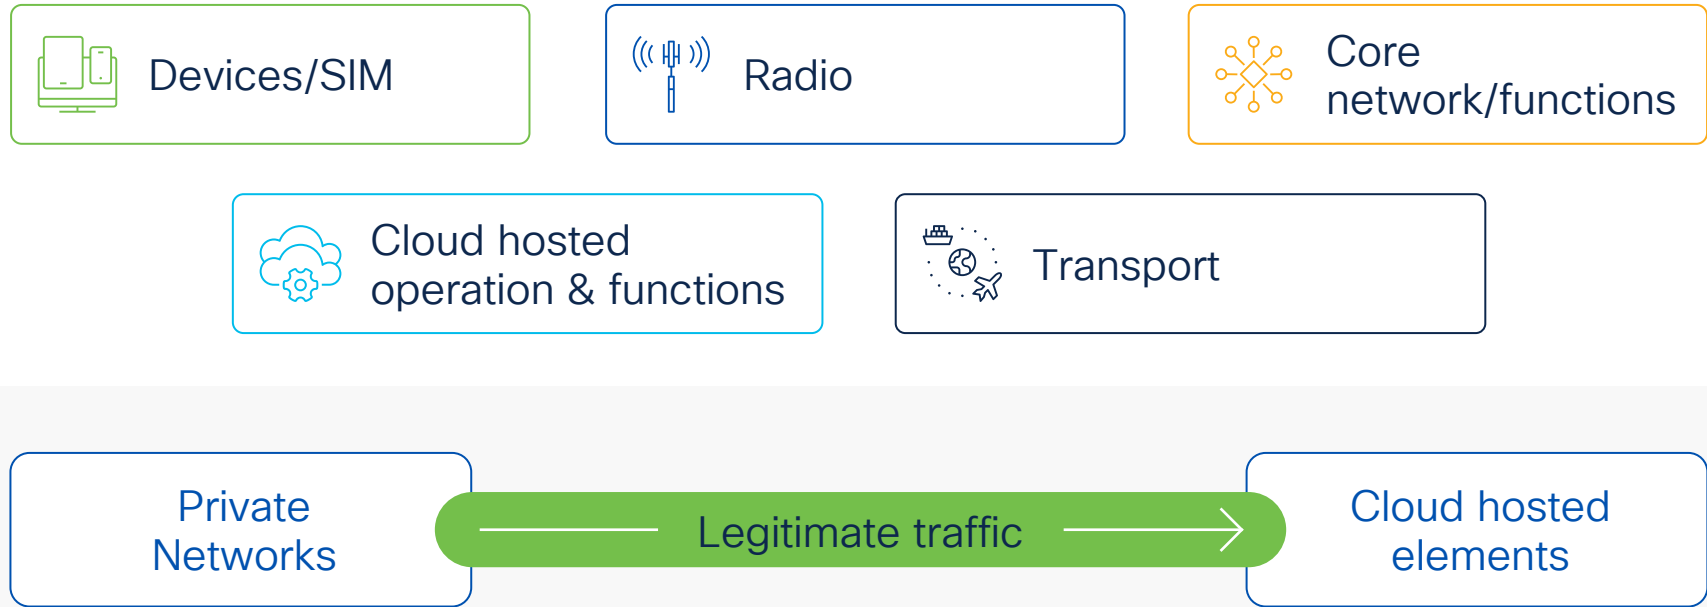 Devices/SIM
Radio
Core
network/functions
Cloud hosted
operation & functions
Transport
Private
Networks
Legitimate traffic
Cloud hosted
elements